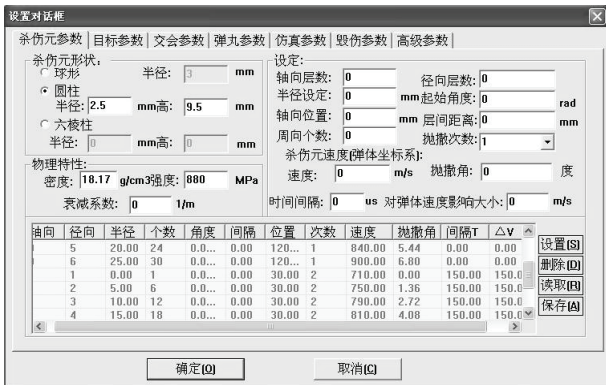 设置对话框
杀伤元参数 目标参数 交会参数 弹丸参数 仿真参数 毁伤参数 高级参数
杀伤元形状:
球形 半径: 3 mm
圆柱
半径: 2.5 mm高: 9.5 mm
六棱柱
半径: 0 mm高: 0 mm
物理特性:
密度: 18.17 g/cm3强度: 880 MPa
衰减系数: 0 1/m
设定:
轴向层数: 0 径向层数: 0
半径设定: 0 mm起始角度: 0 rad
轴向位置: 0 mm 层间距离: 0 mm
周向个数: 0 抛撒次数: 1
杀伤元速度(弹体坐标系):
速度: 0 m/s 抛撒角: 0 度
时间间隔: 0 us 对弹体速度影响大小: 0 m/s
轴向 径向 半径 个数 角度 间隔 位置 次数 速度 抛撒角 间隔T △V
5 20.00 24 0.0... 0.00 120... 1 840.00 5.44 0.00 0.00
6 25.00 30 0.0... 0.00 120... 1 900.00 6.80 0.00 0.00
1 0.00 1 0.0... 0.00 30.00 2 710.00 0.00 150.00 150.0
2 5.00 6 0.0... 0.00 30.00 2 750.00 1.36 150.00 150.0
3 10.00 12 0.0... 0.00 30.00 2 790.00 2.72 150.00 150.0
4 15.00 18 0.0... 0.00 30.00 2 810.00 4.08 150.00 150.0
设置(S)
删除(D)
读取(R)
保存(A)
确定(O) 取消(C)